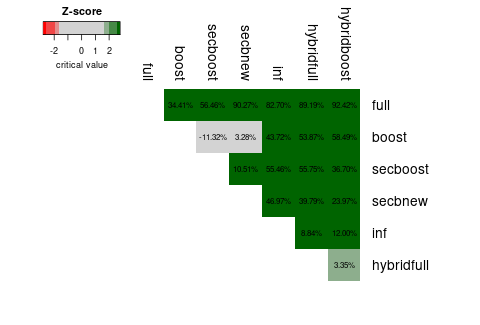 Z-score
-2 0 1 2
critical value
full boost secboost secbnew inf hybridfull hybridboost
34.41% 56.46% 90.27% 82.70% 89.19% 92.42% full
-11.32% 3.28% 43.72% 53.87% 58.49% boost
10.51% 55.46% 55.75% 36.70% secboost
46.97% 39.79% 23.97% secbnew
8.84% 12.00% inf
3.35% hybridfull